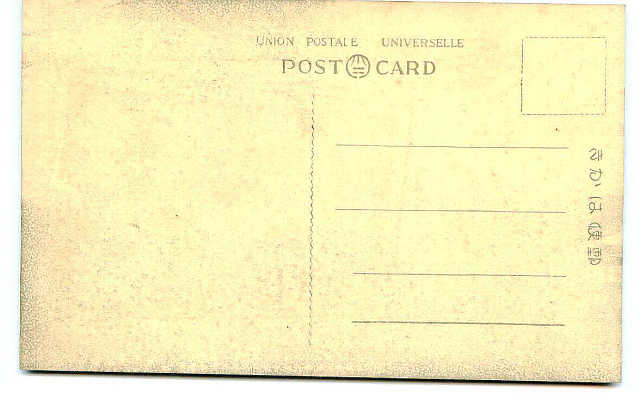 UNION POSTALE UNIVERSELLE
POST CARD
郵便はかき